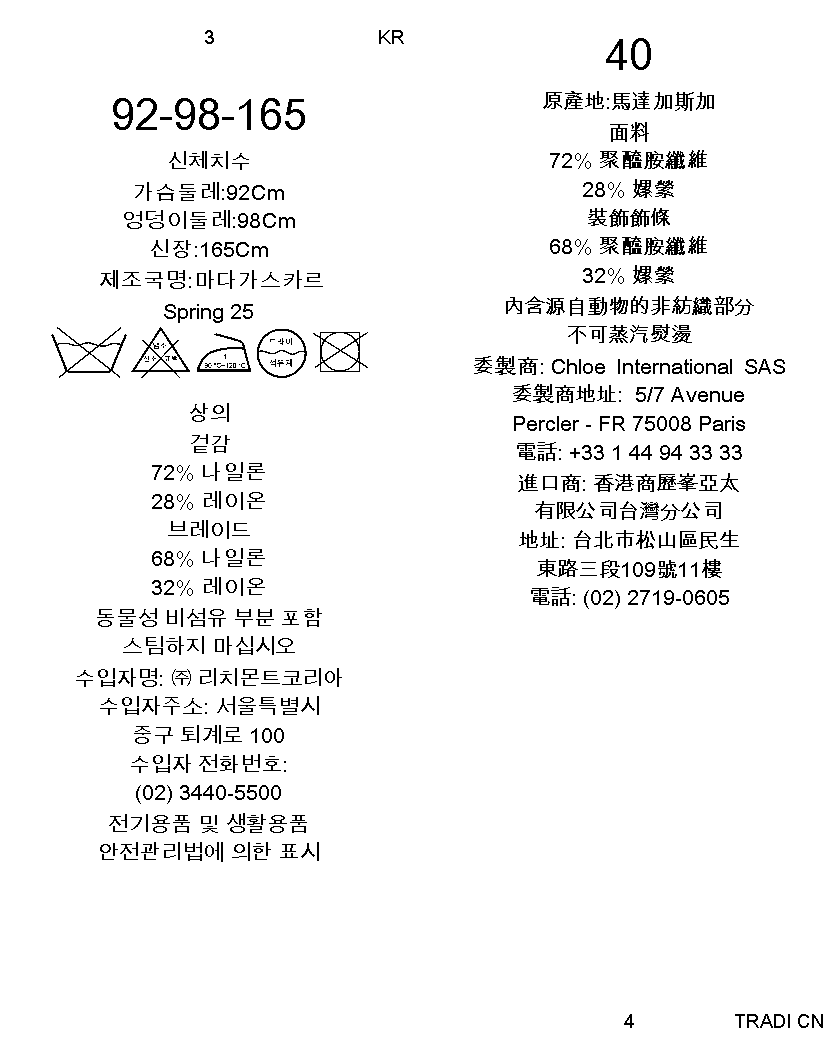 3
KR
92-98-165
신체치수
가슴둘레:92Cm
엉덩이둘레:98Cm
신장:165Cm
제조국명:마다가스카르
Spring 25
염소
산소 표백
1
80 °C~120 °C
드라이
석유계
상의
겉감
72% 나일론
28% 레이온
브레이드
68% 나일론
32% 레이온
동물성 비섬유 부분 포함
스팀하지 마십시오
수입자명: ㈜ 리치몬트코리아
수입자주소: 서울특별시
중구 퇴계로 100
수입자 전화번호:
(02) 3440-5500
전기용품 및 생활용품
안전관리법에 의한 표시
40
原產地:馬達加斯加
面料
72% 聚醯胺纖維
28% 嫘縈
裝飾飾條
68% 聚醯胺纖維
32% 嫘縈
內含源自動物的非紡織部分
不可蒸汽熨燙
委製商: Chloe International SAS
委製商地址: 5/7 Avenue
Percier - FR 75008 Paris
電話: +33 1 44 94 33 33
進口商: 香港商歷峯亞太
有限公司台灣分公司
地址: 台北市松山區民生
東路三段109號11樓
電話: (02) 2719-0605
4
TRADI CN